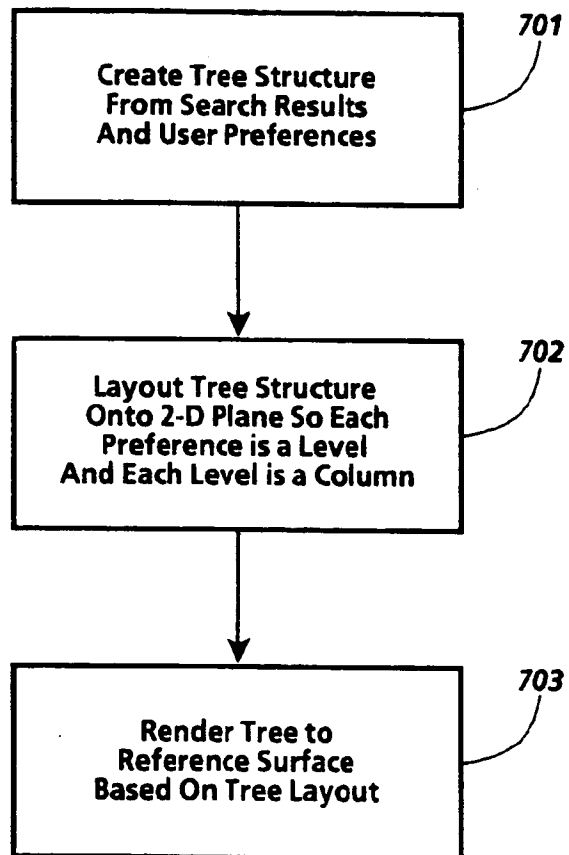 701
Create Tree Structure
From Search Results
And User Preferences
702
Layout Tree Structure
Onto 2-D Plane So Each
Preference is a Level
And Each Level is a Column
703
Render Tree to
Reference Surface
Based On Tree Layout